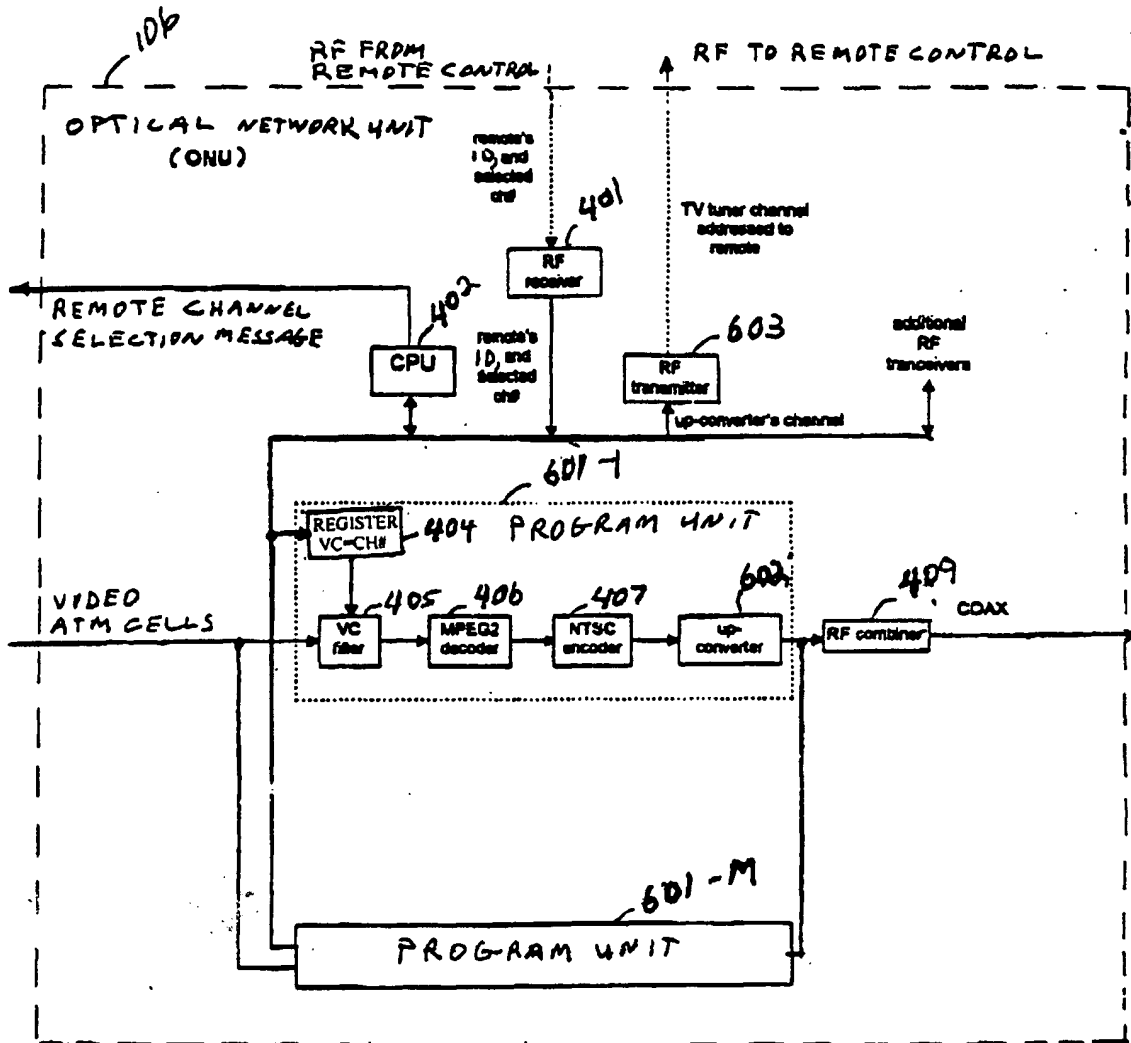 106
RF FROM
REMOTE CONTROL
RF TO REMOTE CONTROL
OPTICAL NETWORK UNIT
(ONU)
remote's
ID, and
selected
ch#
401
RF
receiver
TV tuner channel
addressed to
remote
REMOTE CHANNEL
SELECTION MESSAGE
402
CPU
remote's
ID, and
selected
ch#
603
RF
transmitter
additional
RF
tranceivers
up-converter's channel
601-1
REGISTER
VC=CH#
404
PROGRAM UNIT
VIDEO
ATM CELLS
405
VC
filter
406
MPEG2
decoder
407
NTSC
encoder
602
up-
converter
409
RF combiner
COAX
601-M
PROGRAM UNIT